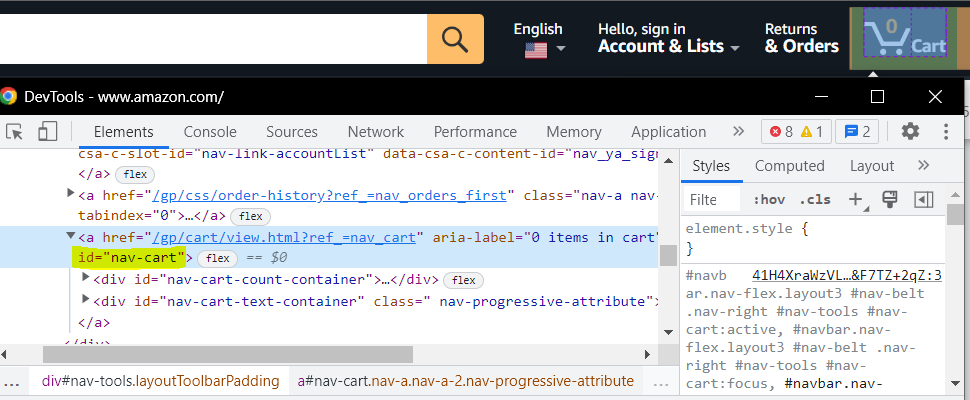 English
Hello, sign in
Account & Lists
Returns
& Orders
0
Cart
DevTools - www.amazon.com/
Elements Console Sources Network Performance Memory Application » 8 1 2
csa-c-slot-id="nav-link-accountList" data-csa-c-content-id="nav_ya_sign
</a> flex
<a href="/gp/css/order-history?ref_=nav_orders_first" class="nav-a nav-
tabindex="0">…</a> flex
<a href="/gp/cart/view.html?ref_=nav_cart" aria-label="0 items in cart"
id="nav-cart"> flex == $0
<div id="nav-cart-count-container">…</div> flex
<div id="nav-cart-text-container" class=" nav-progressive-attribute">
</a>
</div>
... div#nav-tools.layoutToolbarPadding a#nav-cart.nav-a.nav-a-2.nav-progressive-attribute ...
Styles Computed Layout »
Filte :hov .cls +
element.style {
}
#navb 41H4XraWzVL…&F7TZ+2qZ:3
ar.nav-flex.layout3 #nav-belt
.nav-right #nav-tools #nav-
cart:active, #navbar.nav-
flex.layout3 #nav-belt .nav-
right #nav-tools #nav-
cart:focus, #navbar.nav-